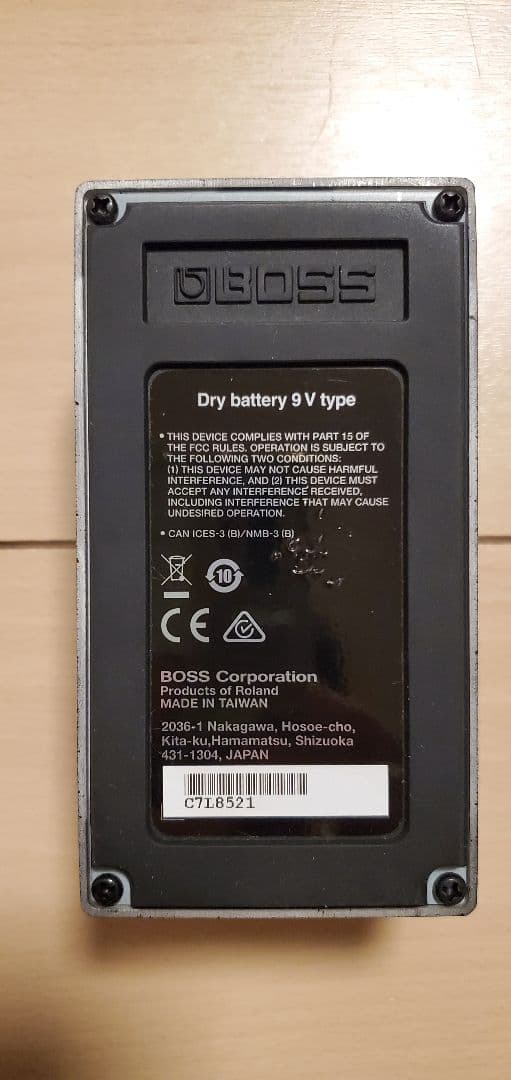 BOSS
Dry battery 9 V type
• THIS DEVICE COMPLIES WITH PART 15 OF
THE FCC RULES. OPERATION IS SUBJECT TO
THE FOLLOWING TWO CONDITIONS:
(1) THIS DEVICE MAY NOT CAUSE HARMFUL
INTERFERENCE, AND (2) THIS DEVICE MUST
ACCEPT ANY INTERFERENCE RECEIVED,
INCLUDING INTERFERENCE THAT MAY CAUSE
UNDESIRED OPERATION.
• CAN ICES-3 (B)/NMB-3 (B)
10
CE
BOSS Corporation
Products of Roland
MADE IN TAIWAN
2036-1 Nakagawa, Hosoe-cho,
Kita-ku,Hamamatsu, Shizuoka
431-1304, JAPAN
C7L8521